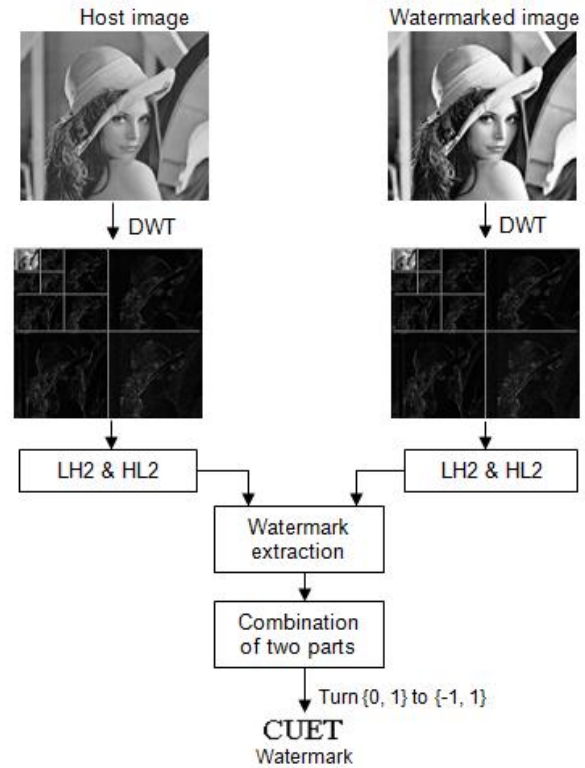 Host image
Watermarked image
DWT
DWT
LH2 & HL2
LH2 & HL2
Watermark
extraction
Combination
of two parts
Turn {0, 1} to {-1, 1}
CUET
Watermark